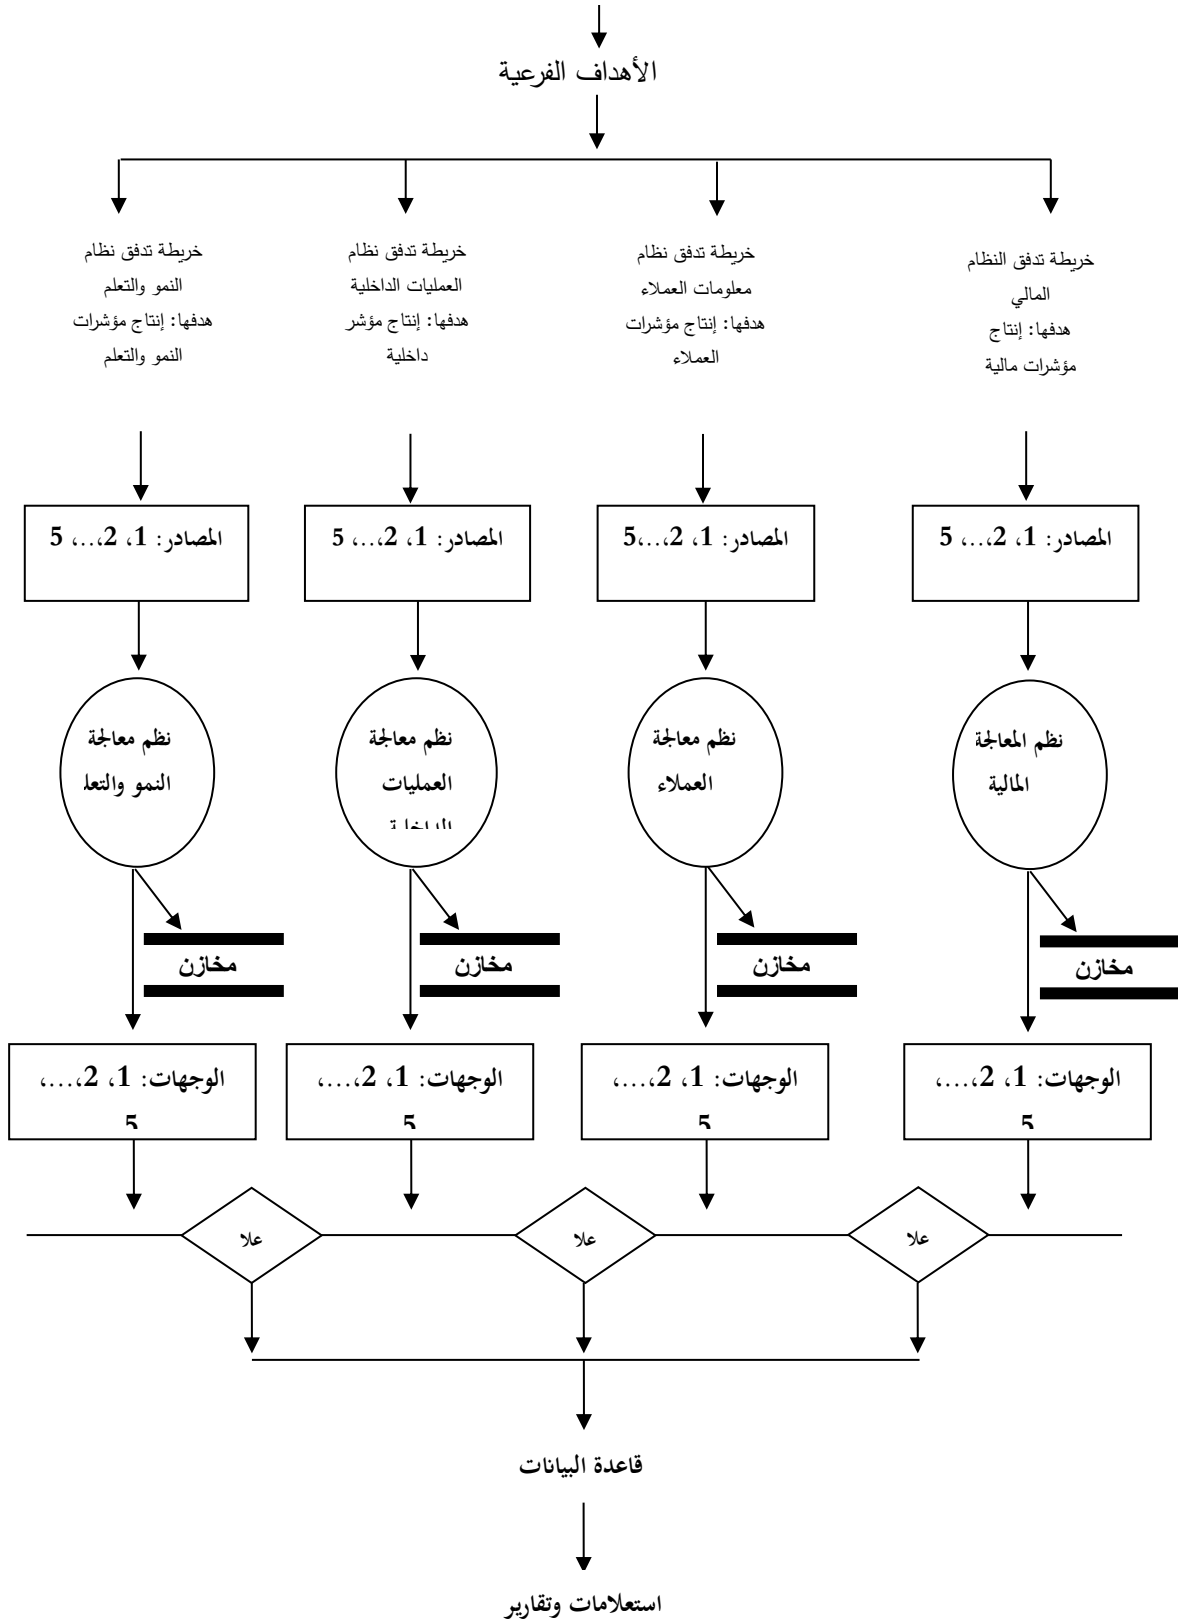 الأهداف الفرعية
خريطة تدفق النظام
المالي
هدفها: إنتاج
مؤشرات مالية
خريطة تدفق نظام
معلومات العملاء
هدفها: إنتاج مؤشرات
العملاء
خريطة تدفق نظام
العمليات الداخلية
هدفها: إنتاج مؤشر
داخلية
خريطة تدفق نظام
النمو والتعلم
هدفها: إنتاج مؤشرات
النمو والتعلم
المصادر: 1، 2،...، 5
المصادر: 1، 2،...،5
المصادر: 1، 2،...، 5
المصادر: 1، 2،...، 5
نظم المعالجة
المالية
نظم معالجة
العملاء
نظم معالجة
العمليات
الداخلية
نظم معالجة
النمو والتعل
مخازن
مخازن
مخازن
مخازن
الوجهات: 1، 2،...،
5
الوجهات: 1، 2،...،
5
الوجهات: 1، 2،...،
5
الوجهات: 1، 2،...،
5
علا
علا
علا
قاعدة البيانات
استعلامات وتقارير